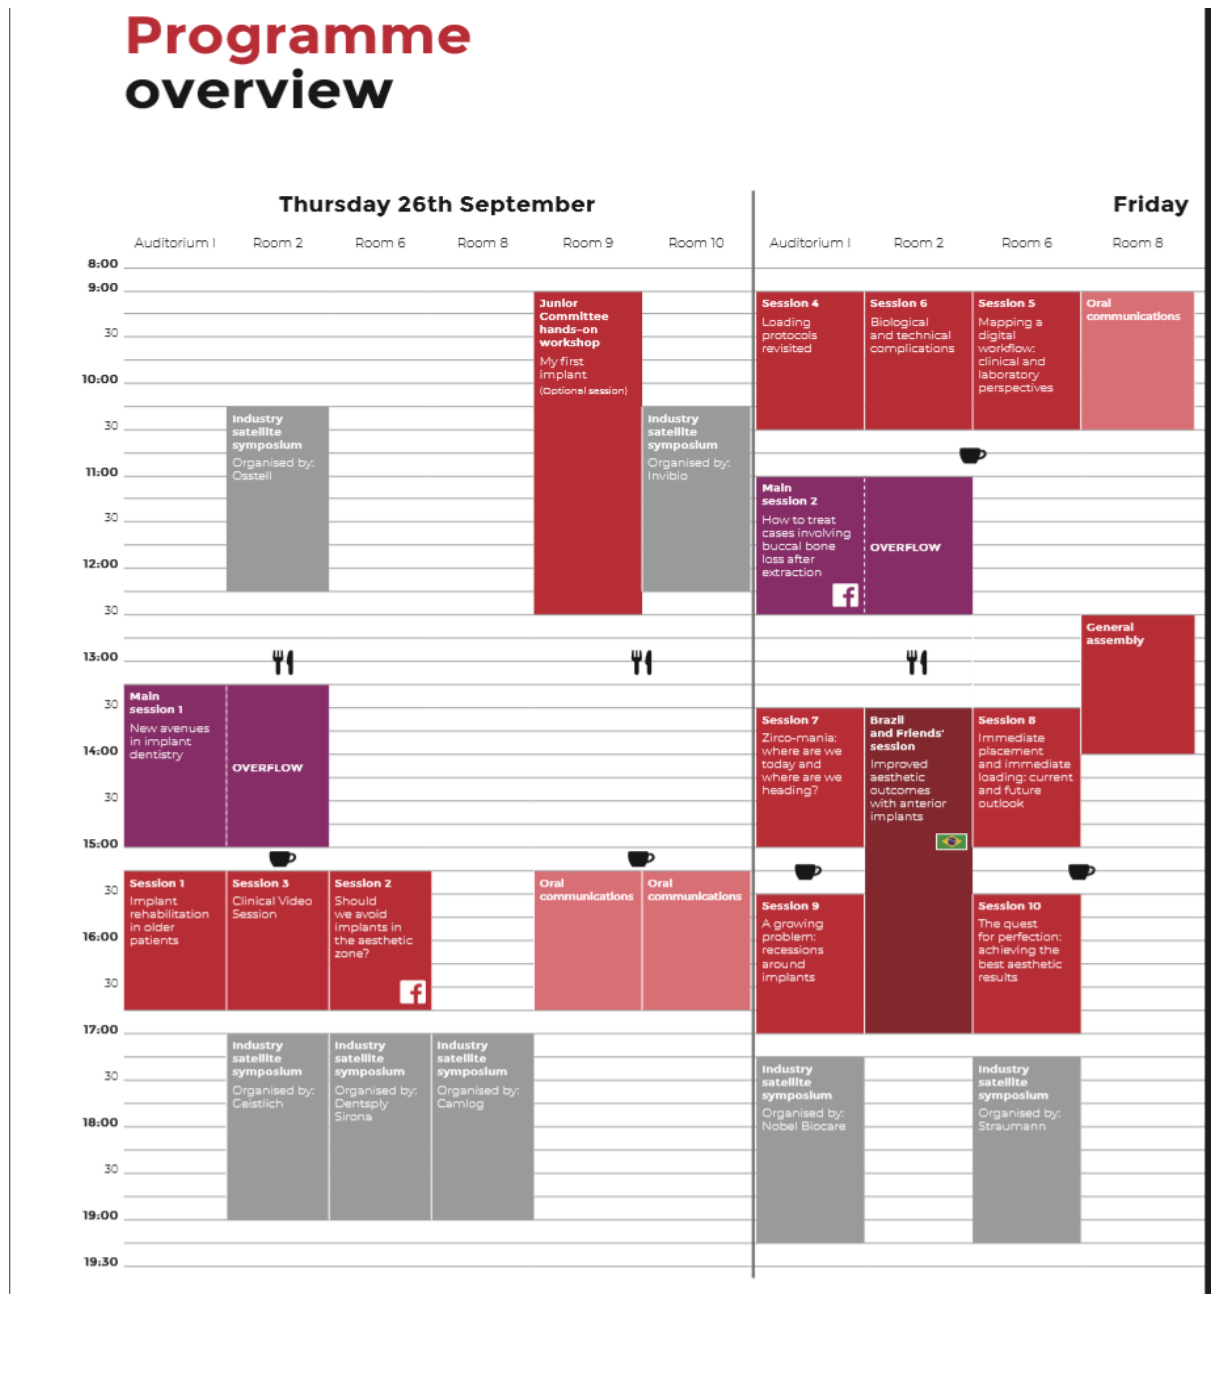 Programme
overview
Thursday 26th September
Friday
Auditorium I
Room 2
Room 6
Room 8
Room 9
Room 10
Auditorium I
Room 2
Room 6
Room 8
8:00
9:00
30
10:00
30
11:00
30
12:00
30
13:00
30
14:00
30
15:00
30
16:00
30
17:00
30
18:00
30
19:00
19:30
Junior
Committee
hands-on
workshop
My first
implant
(Optional session)
Industry
satellite
symposium
Organised by:
Osstell
Industry
satellite
symposium
Organised by:
Invibio
Main
session 1
New avenues
in implant
dentistry
OVERFLOW
Session 1
Implant
rehabilitation
in older
patients
Session 3
Clinical Video
Session
Session 2
Should
we avoid
implants in
the aesthetic
zone?
Oral
communications
Oral
communications
Industry
satellite
symposium
Organised by:
Geistlich
Industry
satellite
symposium
Organised by:
Dentsply
Sirona
Industry
satellite
symposium
Organised by:
Camlog
Session 4
Loading
protocols
revisited
Session 6
Biological
and technical
complications
Session 5
Mapping a
digital
workflow:
clinical and
laboratory
perspectives
Oral
communications
Main
session 2
How to treat
cases involving
buccal bone
loss after
extraction
OVERFLOW
General
assembly
Session 7
Zirco-mania:
where are we
today and
where are we
heading?
Brazil
and Friends'
session
Improved
aesthetic
outcomes
with anterior
implants
Session 8
Immediate
placement
and immediate
loading: current
and future
outlook
Session 9
A growing
problem:
recessions
around
implants
Session 10
The quest
for perfection:
achieving the
best aesthetic
results
Industry
satellite
symposium
Organised by:
Nobel Biocare
Industry
satellite
symposium
Organised by:
Straumann